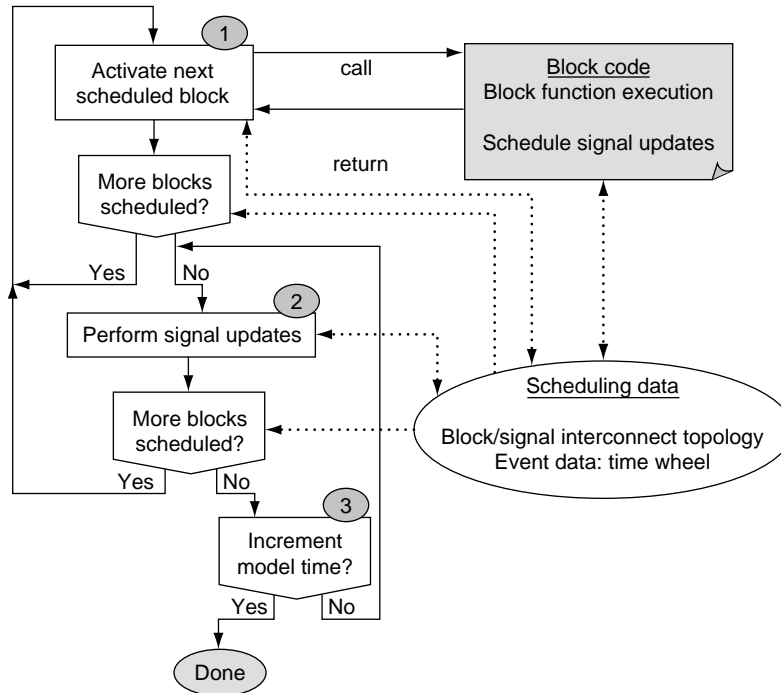 1
Activate next
scheduled block
call
Block code
Block function execution
Schedule signal updates
return
More blocks
scheduled?
Yes
No
2
Perform signal updates
Scheduling data
Block/signal interconnect topology
Event data: time wheel
More blocks
scheduled?
Yes
No
3
Increment
model time?
Yes
No
Done